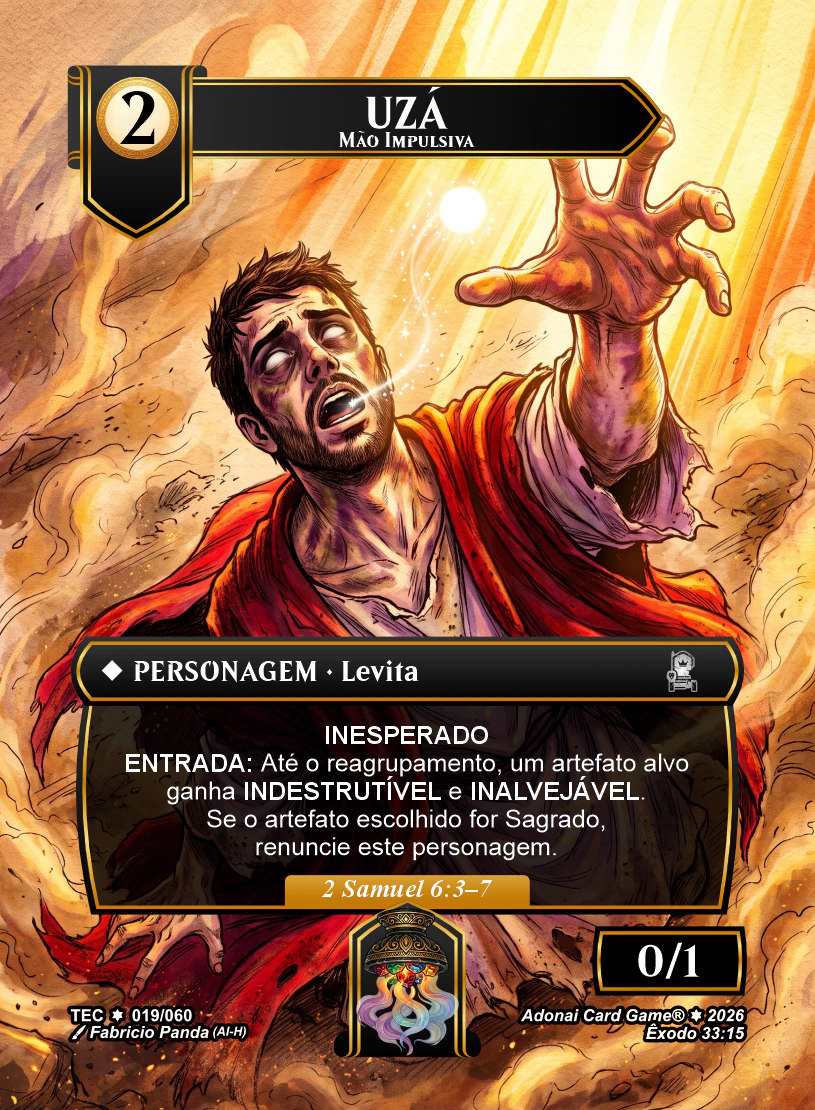 2
UZÁ
Mão Impulsiva
PERSONAGEM · Levita
INESPERADO
ENTRADA: Até o reagrupamento, um artefato alvo
ganha INDESTRUTÍVEL e INALVEJÁVEL.
Se o artefato escolhido for Sagrado,
renuncie este personagem.
2 Samuel 6:3–7
0/1
TEC ✶ 019/060
Fabricio Panda (AI-H)
Adonai Card Game® ✶ 2026
Êxodo 33:15